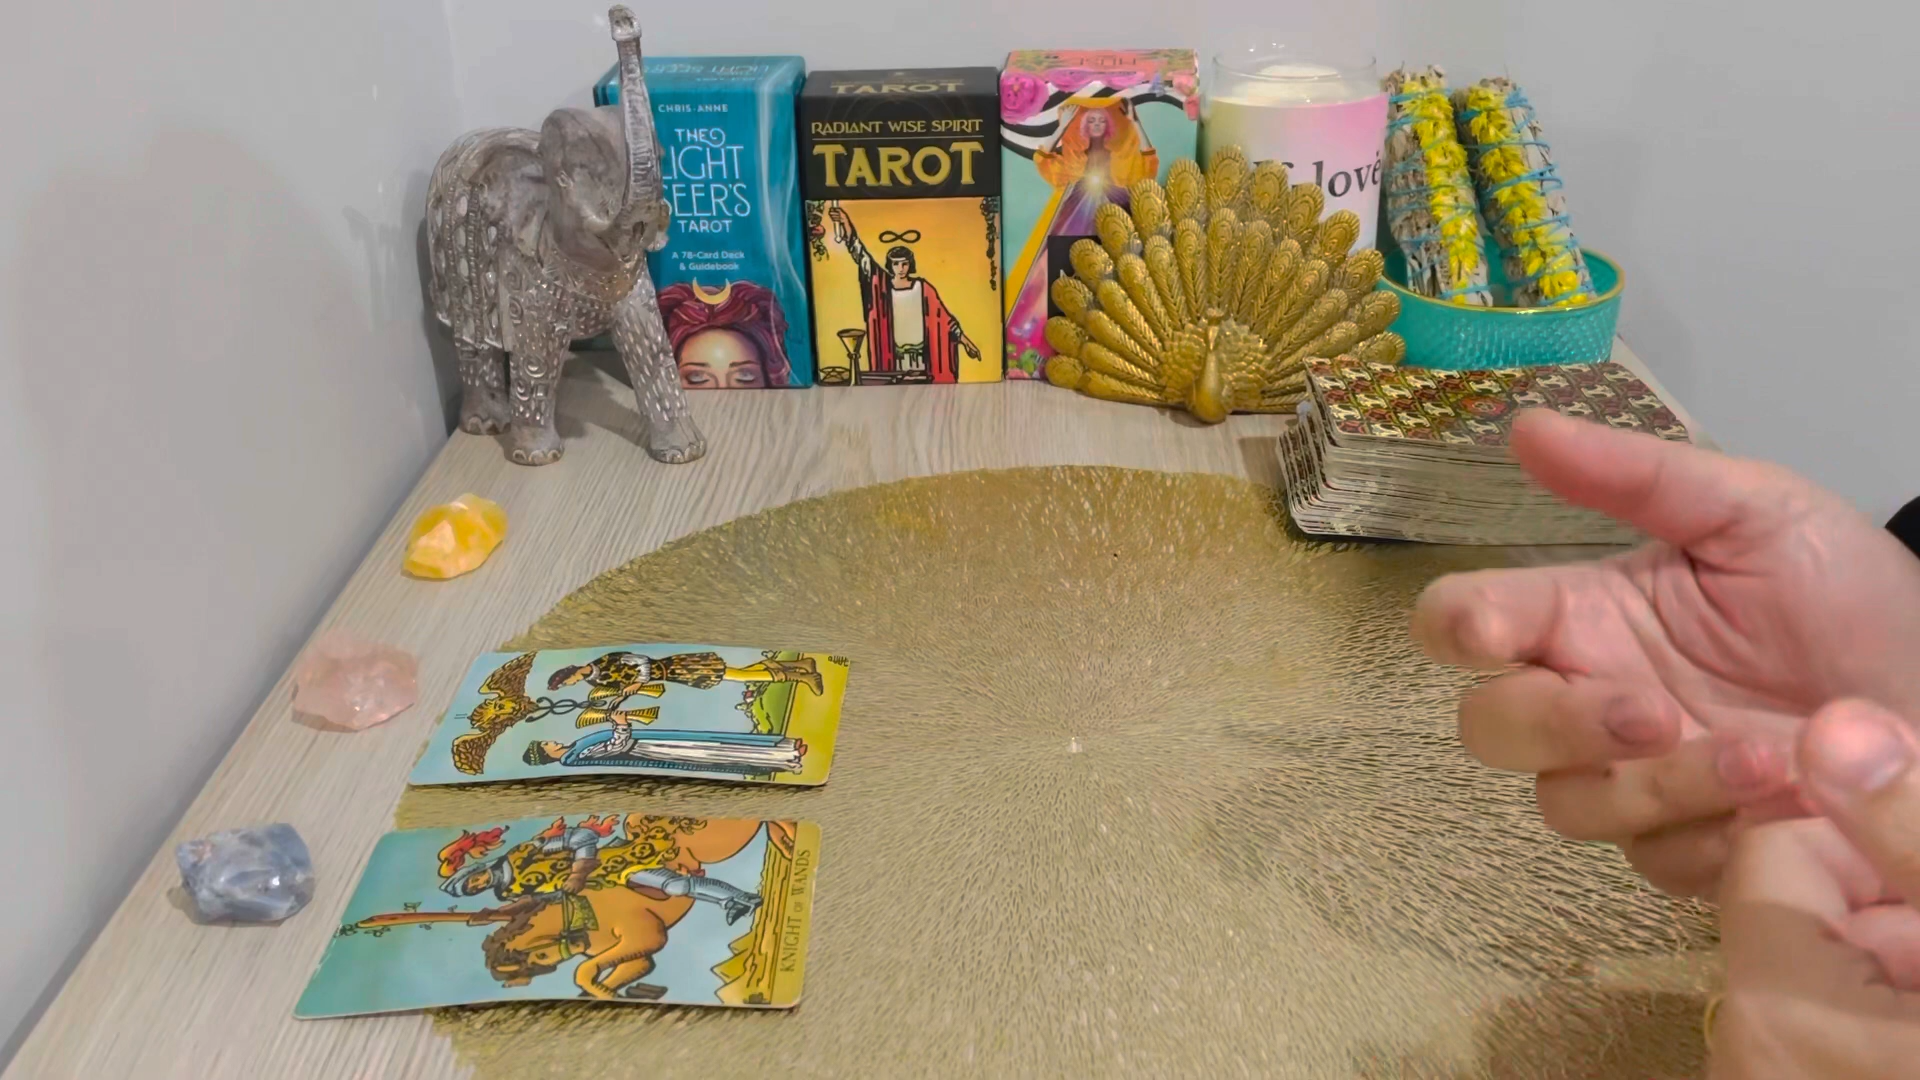 CHRIS-ANNE
THE
LIGHT
SEER'S
TAROT
A 78-Card Deck
& Guidebook
TAROT
RADIANT WISE SPIRIT
TAROT
MUSE
love
KNIGHT OF WANDS